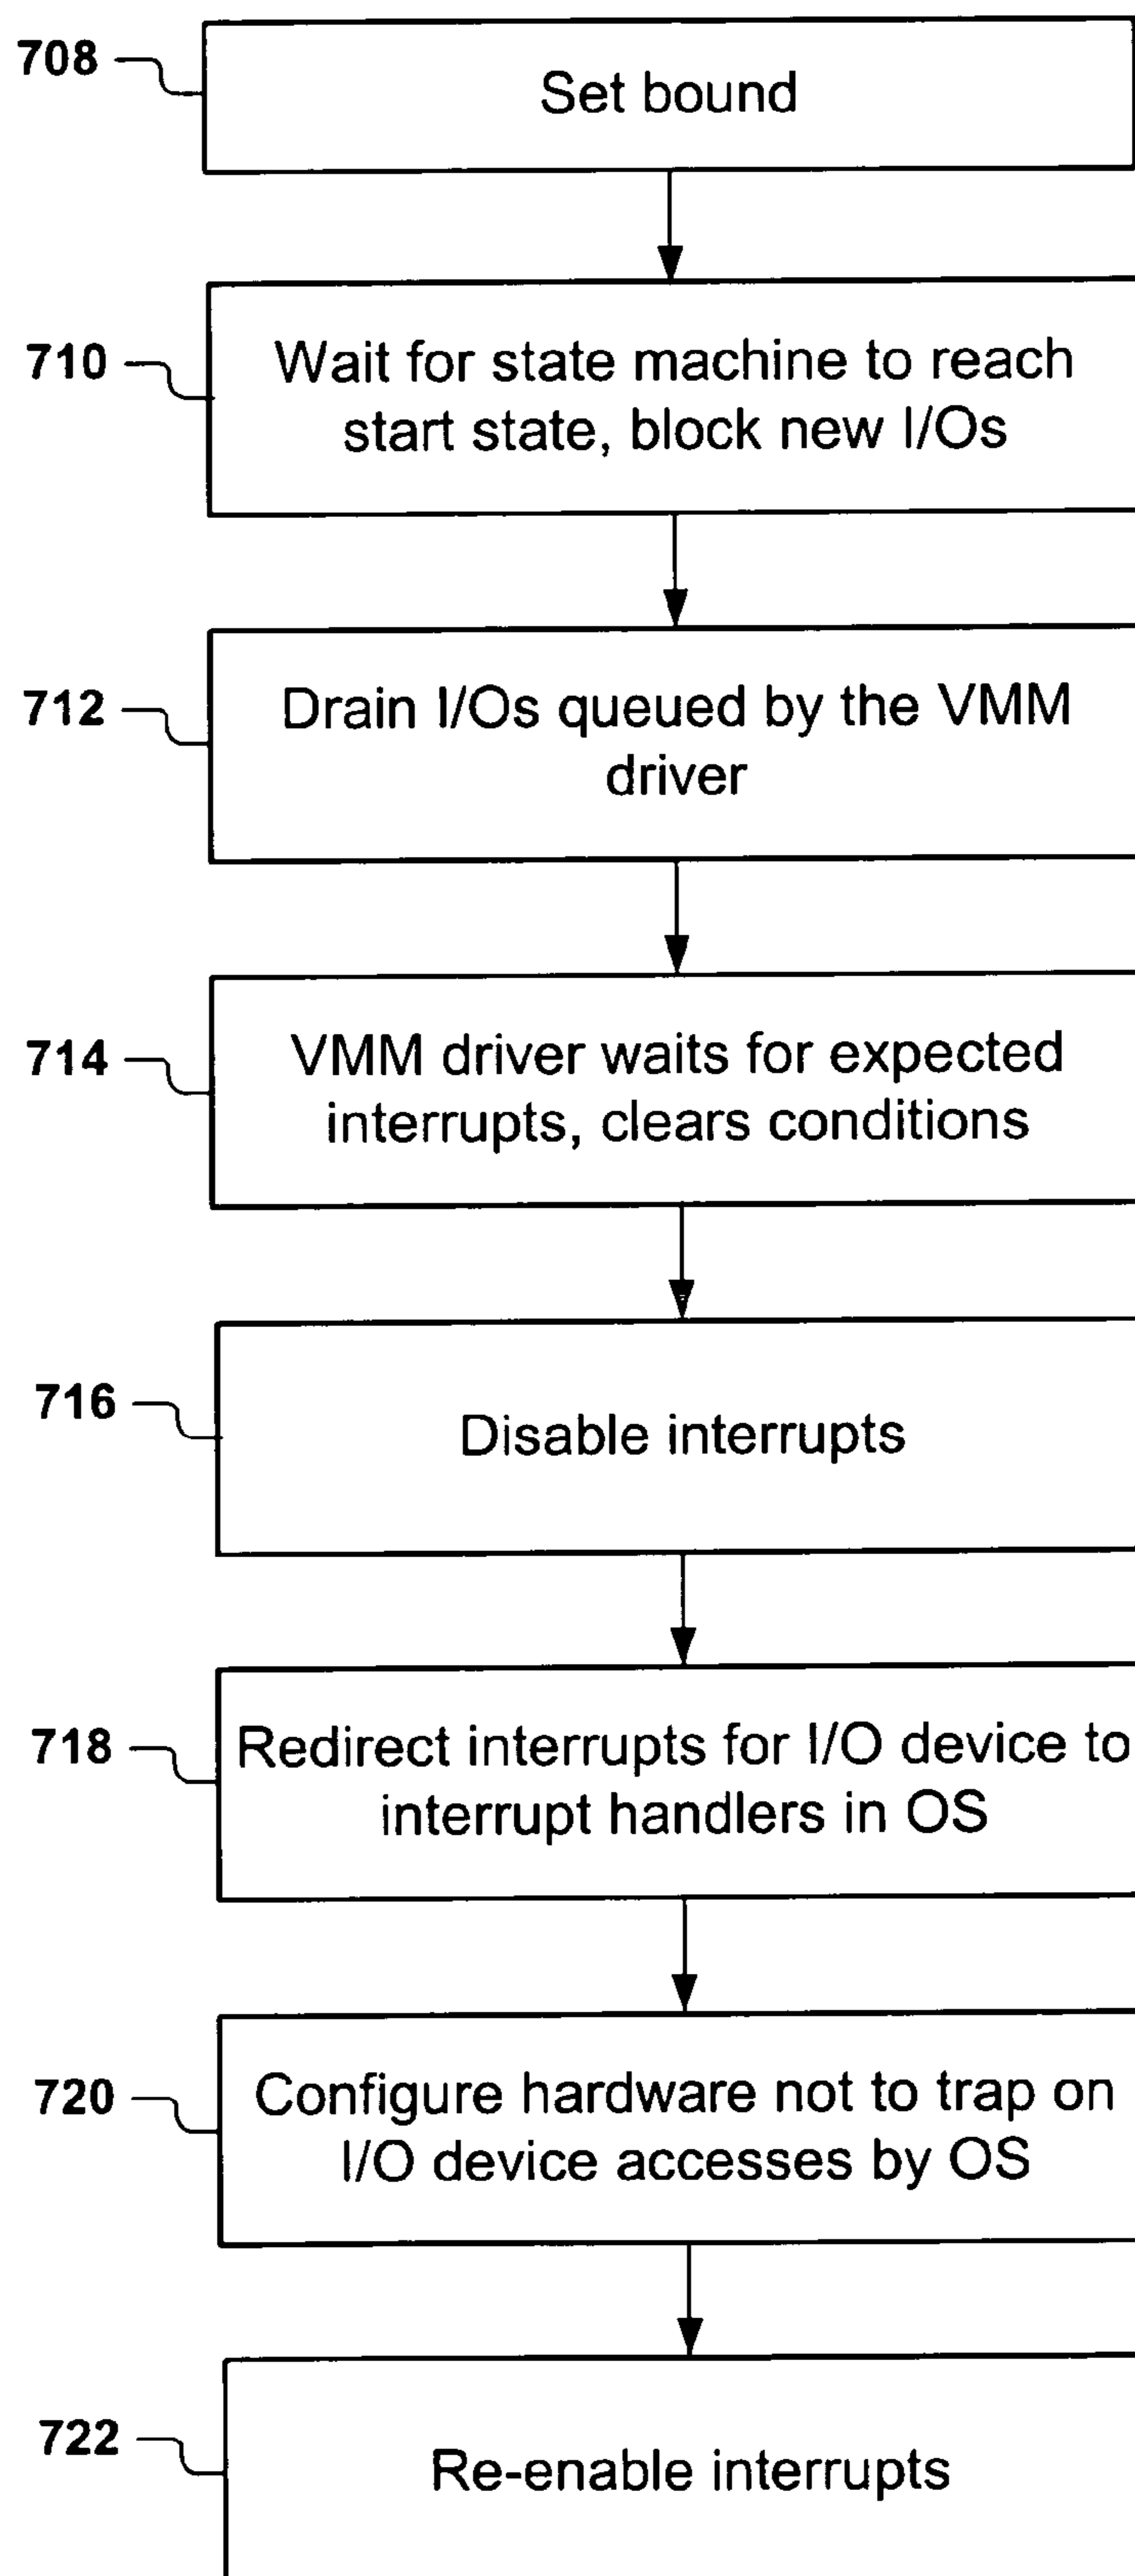 708
Set bound
710
Wait for state machine to reach
start state, block new I/Os
712
Drain I/Os queued by the VMM
driver
714
VMM driver waits for expected
interrupts, clears conditions
716
Disable interrupts
718
Redirect interrupts for I/O device to
interrupt handlers in OS
720
Configure hardware not to trap on
I/O device accesses by OS
722
Re-enable interrupts